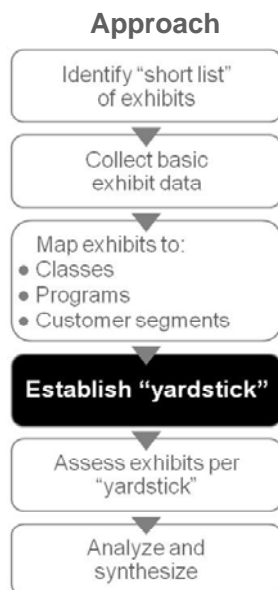 Approach
Identify “short list”
of exhibits
Collect basic
exhibit data
Map exhibits to:
• Classes
• Programs
• Customer segments
Establish “yardstick”
Assess exhibits per
“yardstick”
Analyze and
synthesize